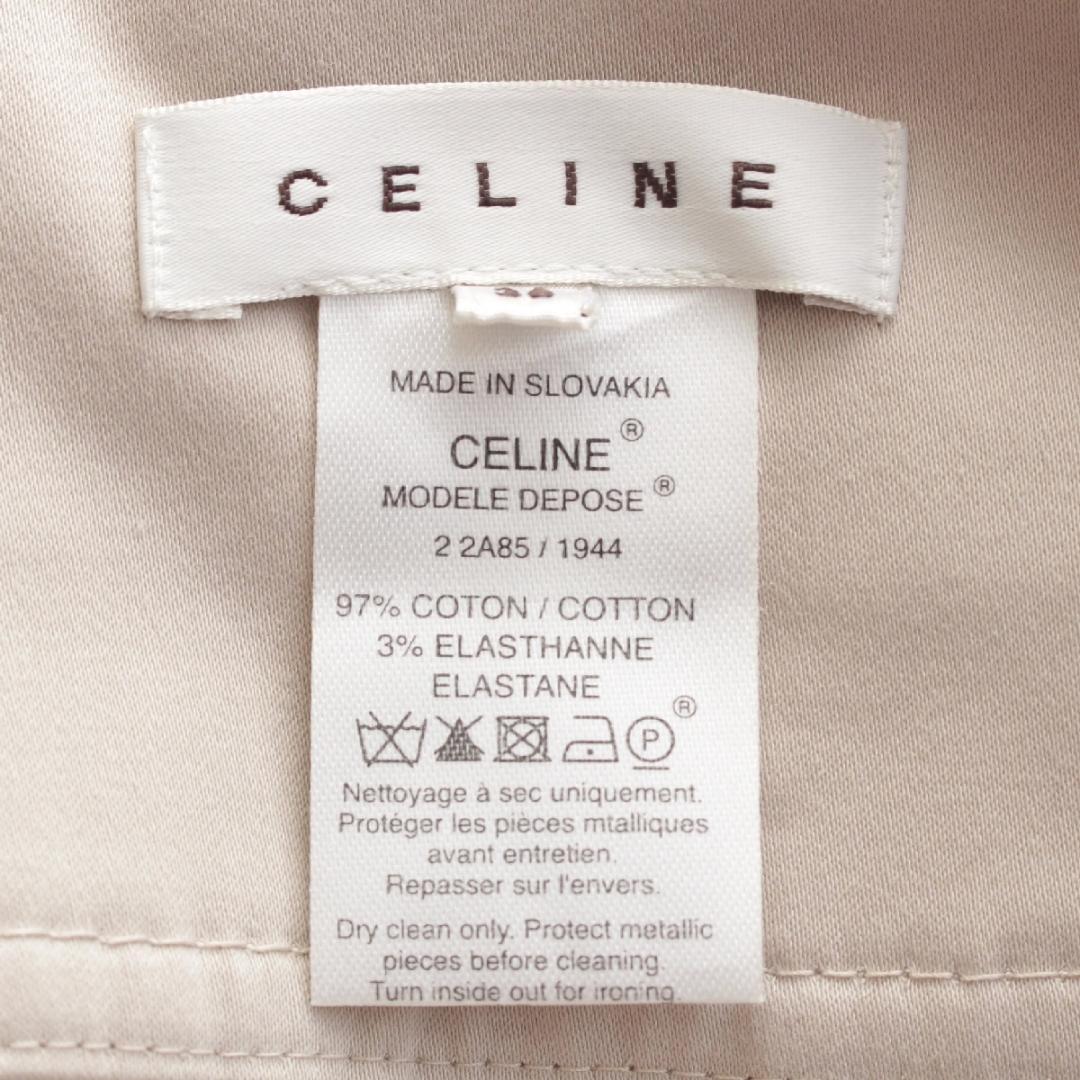 CELINE
MADE IN SLOVAKIA
CELINE®
MODELE DEPOSE®
2 2A85 / 1944
97% COTON / COTTON
3% ELASTHANNE
ELASTANE
P ®
Nettoyage à sec uniquement.
Protéger les pièces mtalliques
avant entretien.
Repasser sur l'envers.
Dry clean only. Protect metallic
pieces before cleaning.
Turn inside out for ironing.